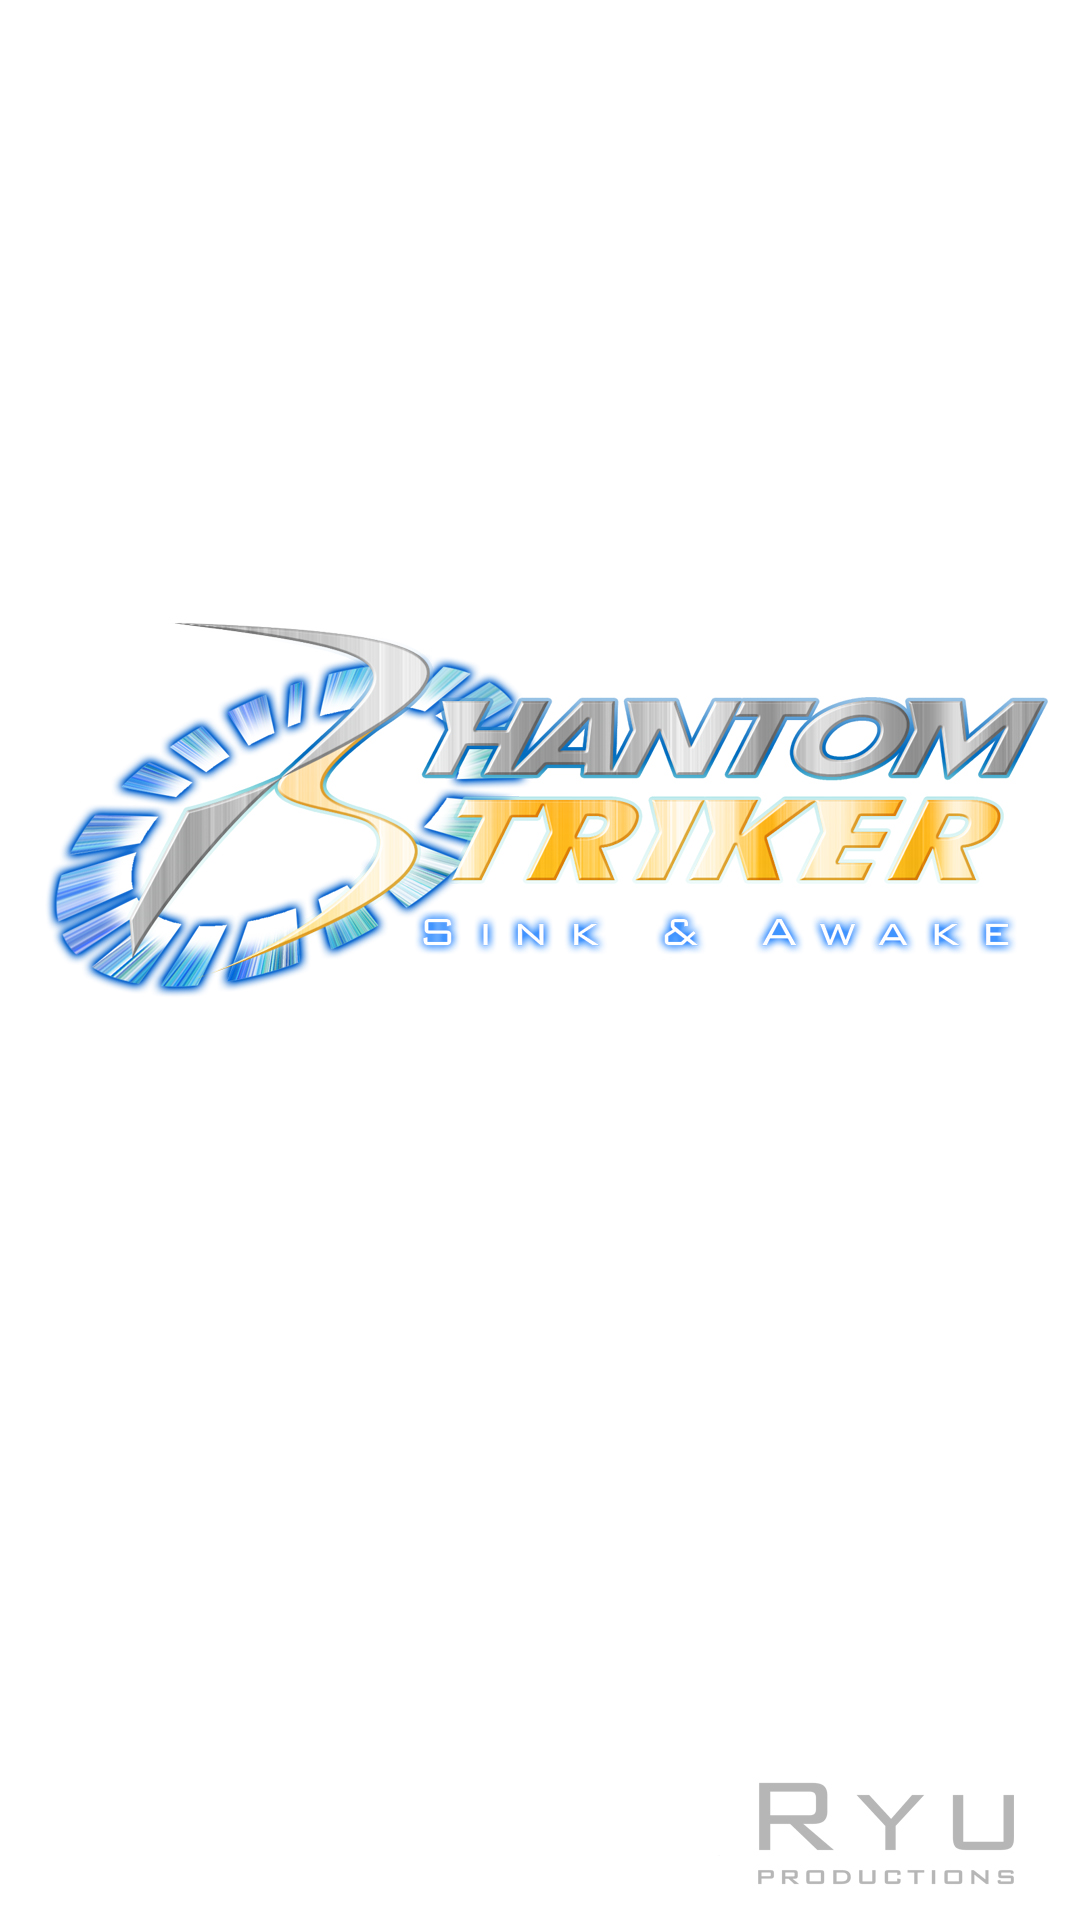 PHANTOM
STRIKER
SINK & AWAKE
RYU
PRODUCTIONS